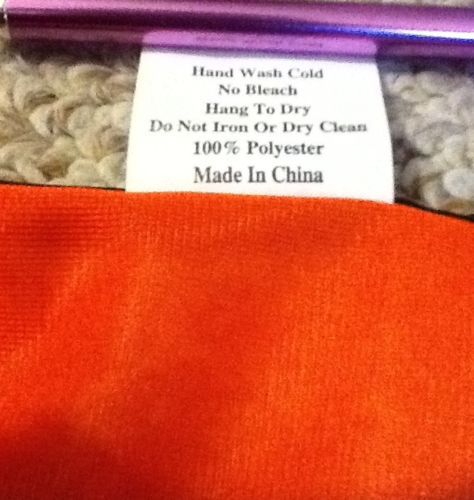 Hand Wash Cold
No Bleach
Hang To Dry
Do Not Iron Or Dry Clean
100% Polyester
Made In China